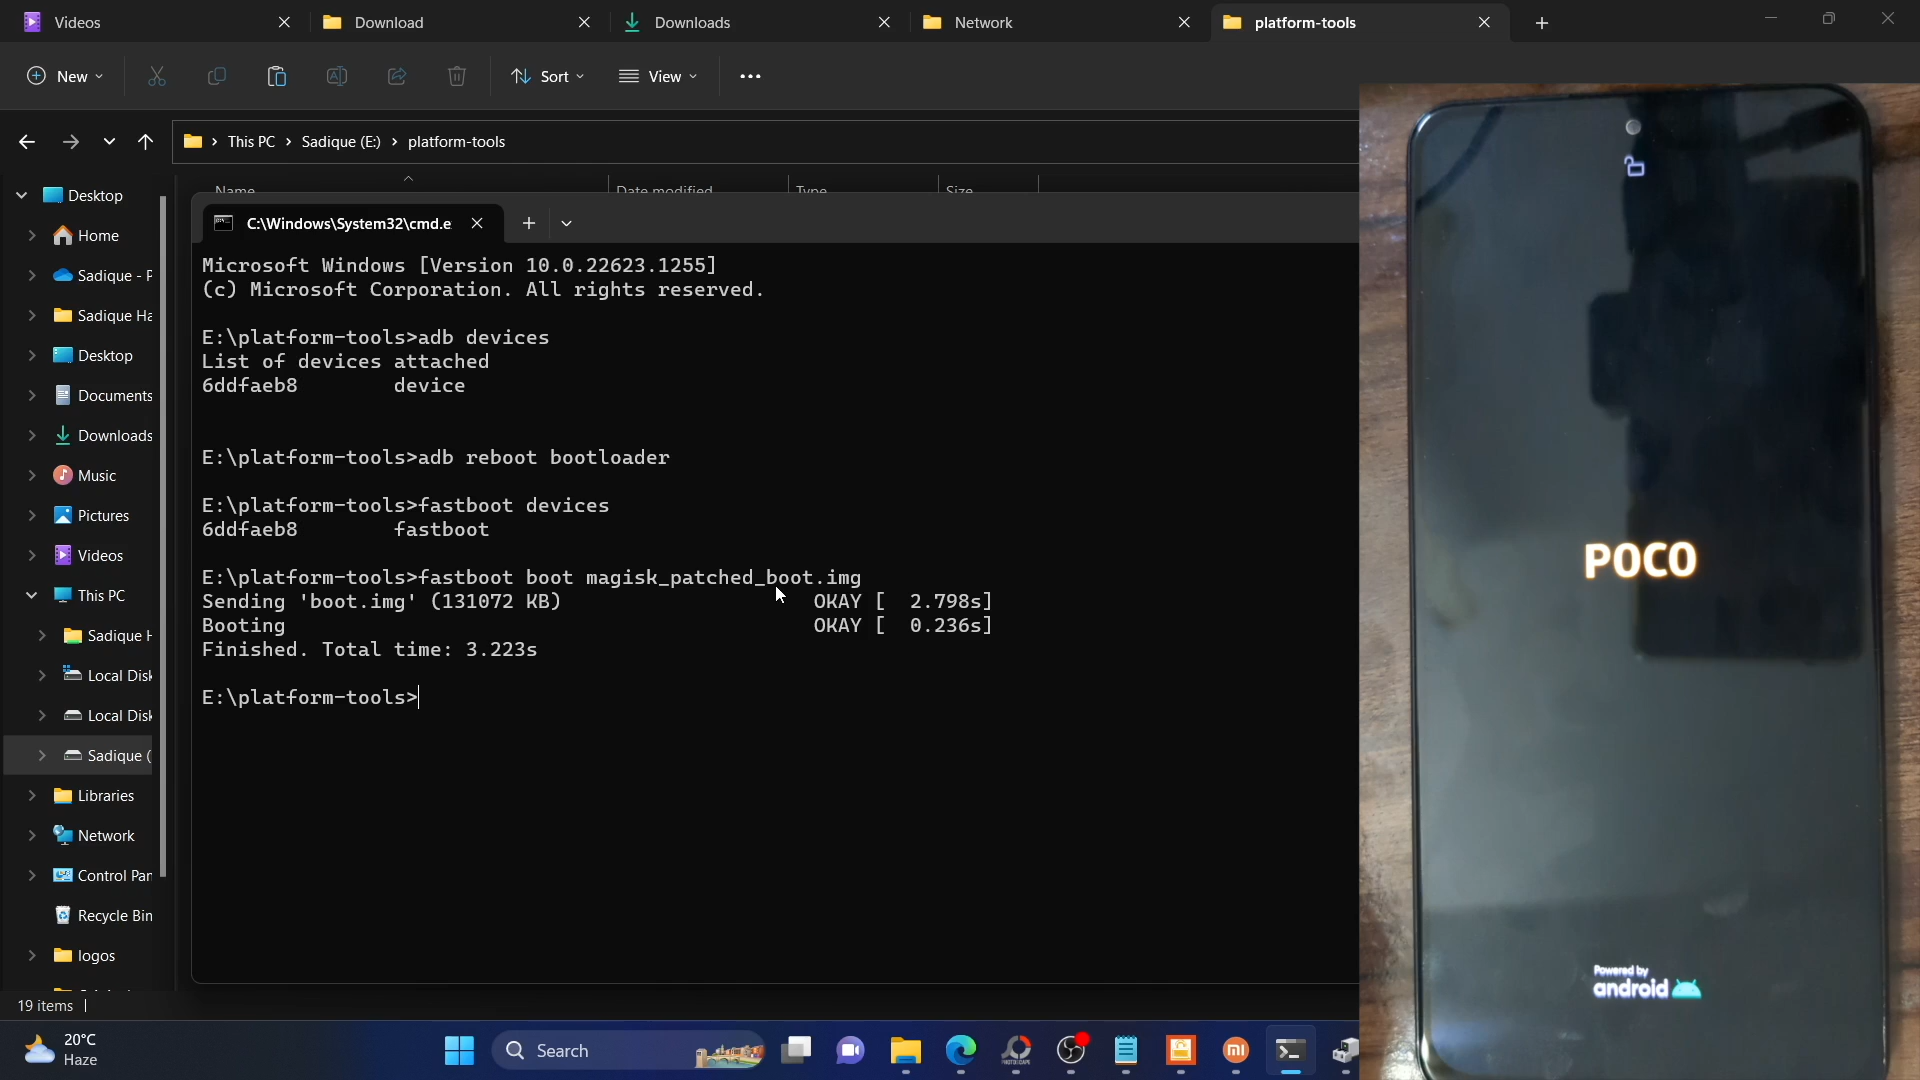 Videos
Download
Downloads
Network
platform-tools
New
Sort
View
This PC
Sadique (E:)
platform-tools
Name
Date modified
Type
Size
Desktop
Home
Sadique - P
Sadique Ha
Desktop
Documents
Downloads
Music
Pictures
Videos
This PC
Sadique H
Local Disk
Local Disk
Sadique (
Libraries
Network
Control Pan
Recycle Bin
logos
19 items
C:\Windows\System32\cmd.e
Microsoft Windows [Version 10.0.22623.1255]
(c) Microsoft Corporation. All rights reserved.
E:\platform-tools>adb devices
List of devices attached
6ddfaeb8 device
E:\platform-tools>adb reboot bootloader
E:\platform-tools>fastboot devices
6ddfaeb8 fastboot
E:\platform-tools>fastboot boot magisk_patched_boot.img
Sending 'boot.img' (131072 KB) OKAY [ 2.798s]
Booting OKAY [ 0.236s]
Finished. Total time: 3.223s
E:\platform-tools>
POCO
Powered by
android
20°C
Haze
Search
mi